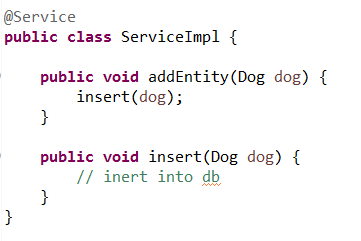 @Service
public class ServiceImpl {
public void addEntity(Dog dog) {
insert(dog);
}
public void insert(Dog dog) {
// inert into db
}
}